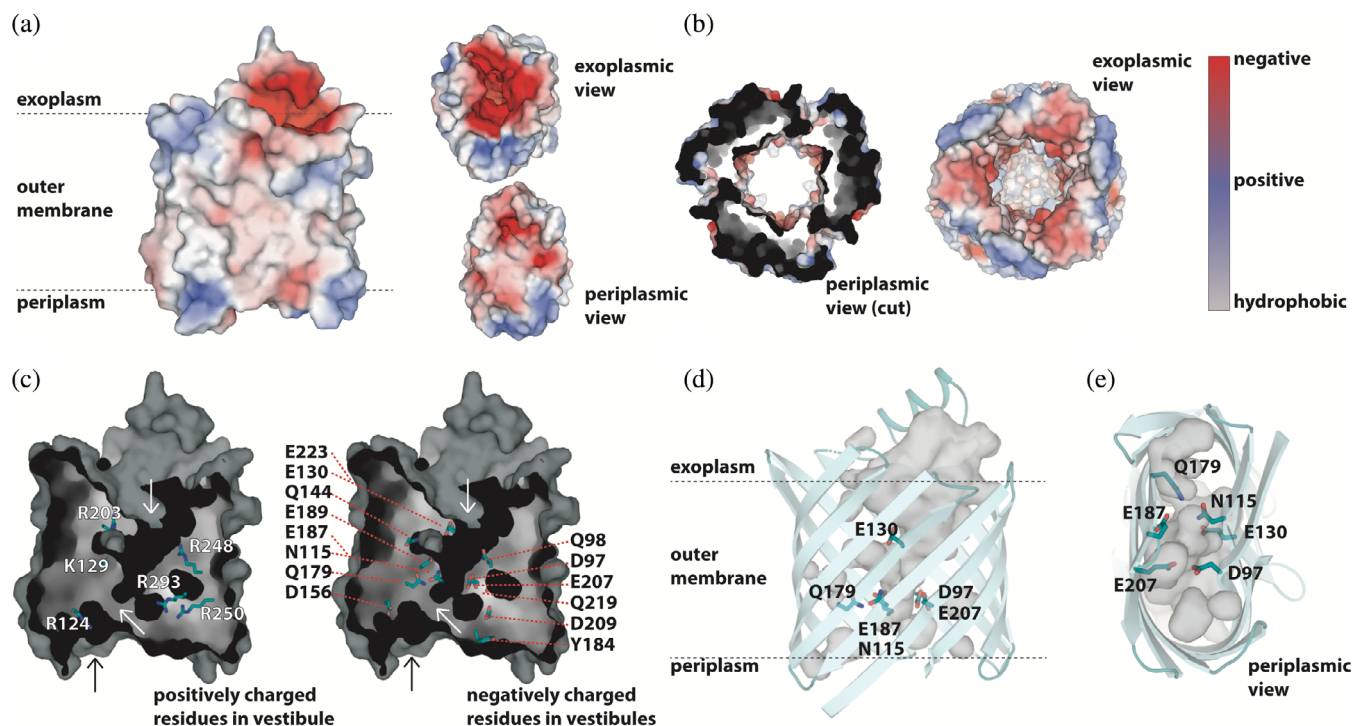 (a)
exoplasm
outer
membrane
periplasm
exoplasmic
view
periplasmic
view
(b)
periplasmic
view (cut)
exoplasmic
view
negative
positive
hydrophobic
(c)
R203
K129
R248
R293
R250
R124
positively charged
residues in vestibule
E223
E130
Q144
E189
E187
N115
Q179
D156
Q98
D97
E207
Q219
D209
Y184
negatively charged
residues in vestibules
(d)
exoplasm
outer
membrane
periplasm
E130
Q179
D97
E207
E187
N115
(e)
Q179
N115
E187
E130
D97
E207
periplasmic
view